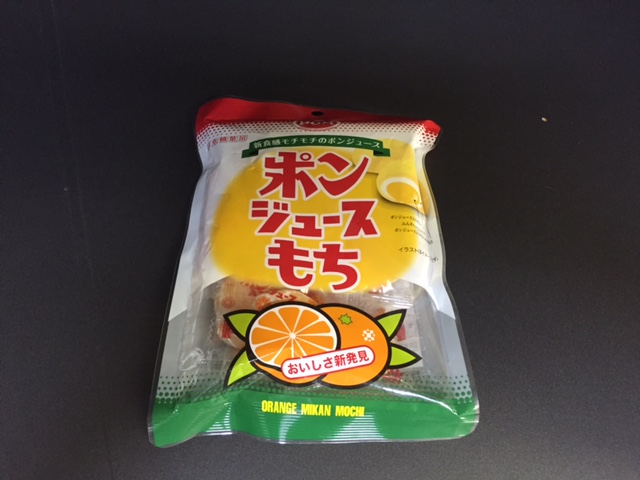 POM
新食感モチモチのポンジュース
ポン
ジュース
もち
おいしさ新発見
ORANGE MIKAN MOCHI